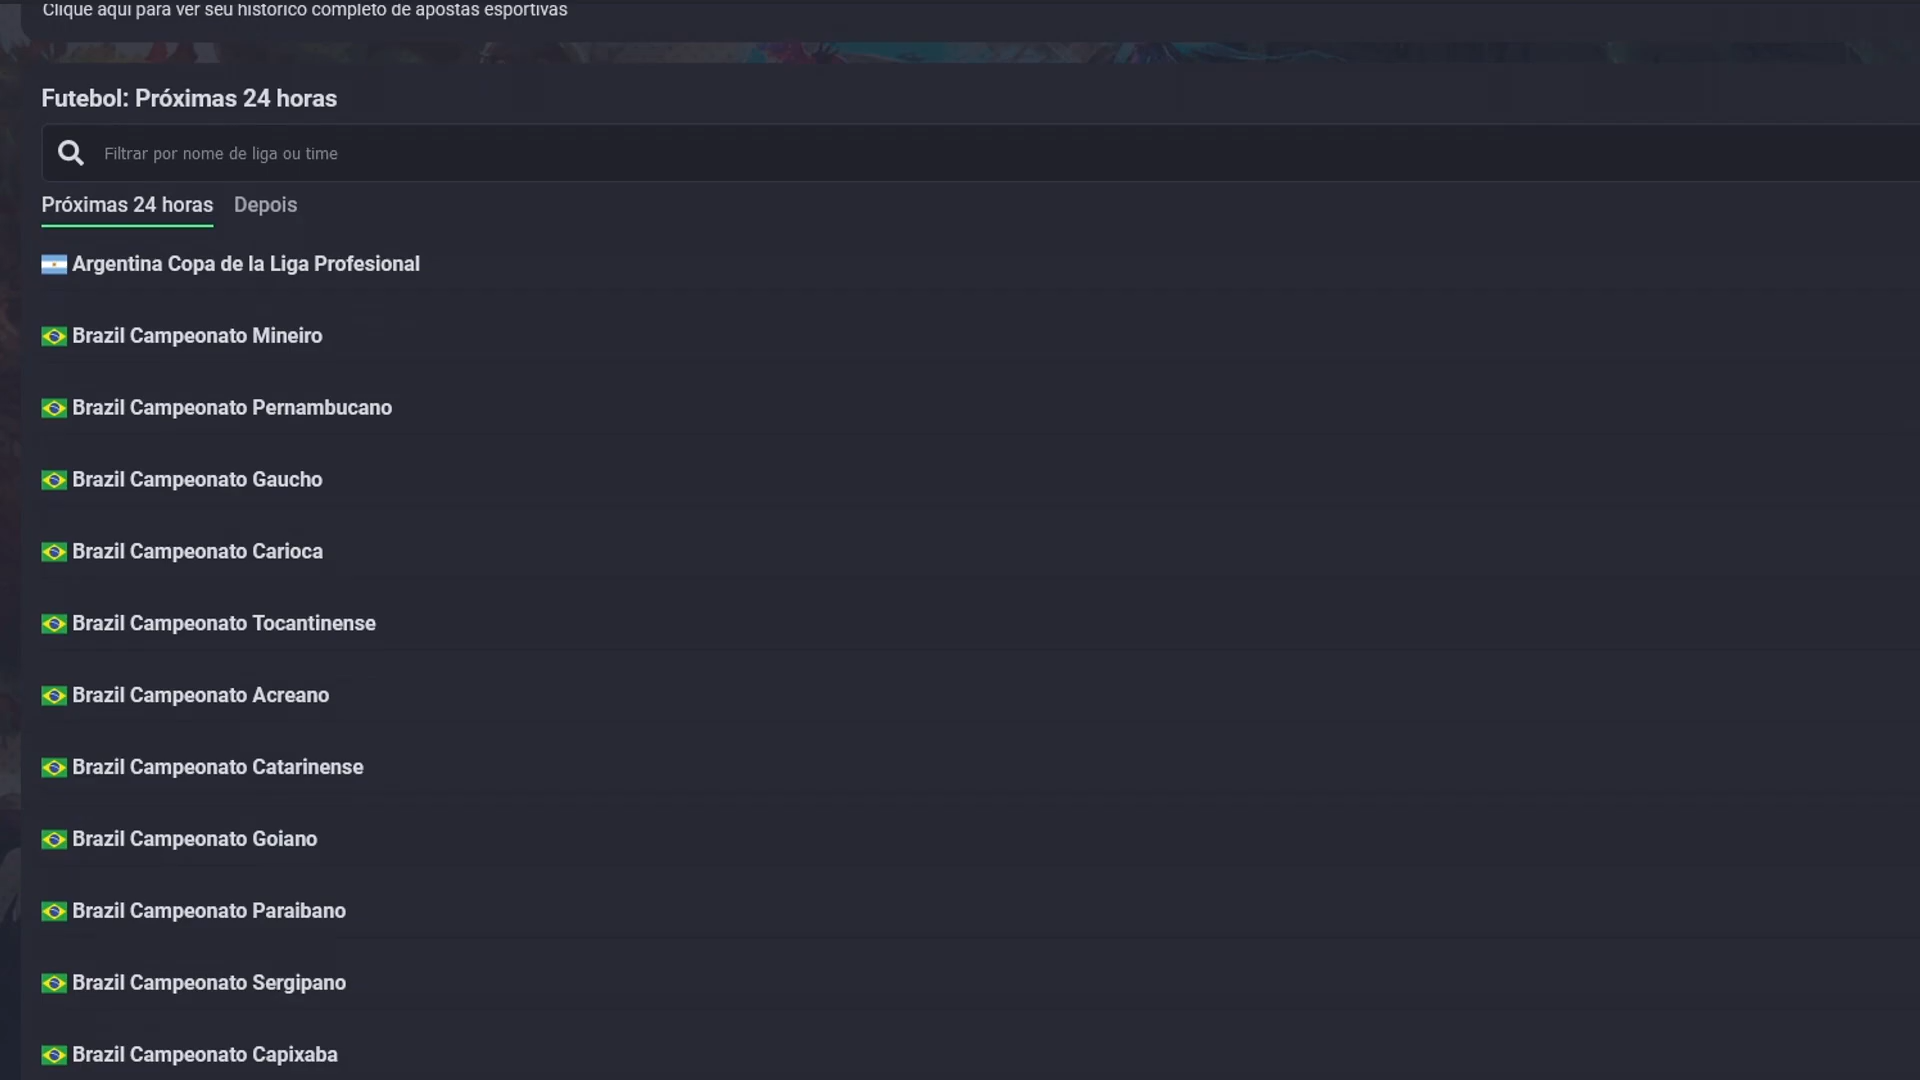 Clique aqui para ver seu histórico completo de apostas esportivas
Futebol: Próximas 24 horas
Filtrar por nome de liga ou time
Próximas 24 horas Depois
Argentina Copa de la Liga Profesional
Brazil Campeonato Mineiro
Brazil Campeonato Pernambucano
Brazil Campeonato Gaucho
Brazil Campeonato Carioca
Brazil Campeonato Tocantinense
Brazil Campeonato Acreano
Brazil Campeonato Catarinense
Brazil Campeonato Goiano
Brazil Campeonato Paraibano
Brazil Campeonato Sergipano
Brazil Campeonato Capixaba